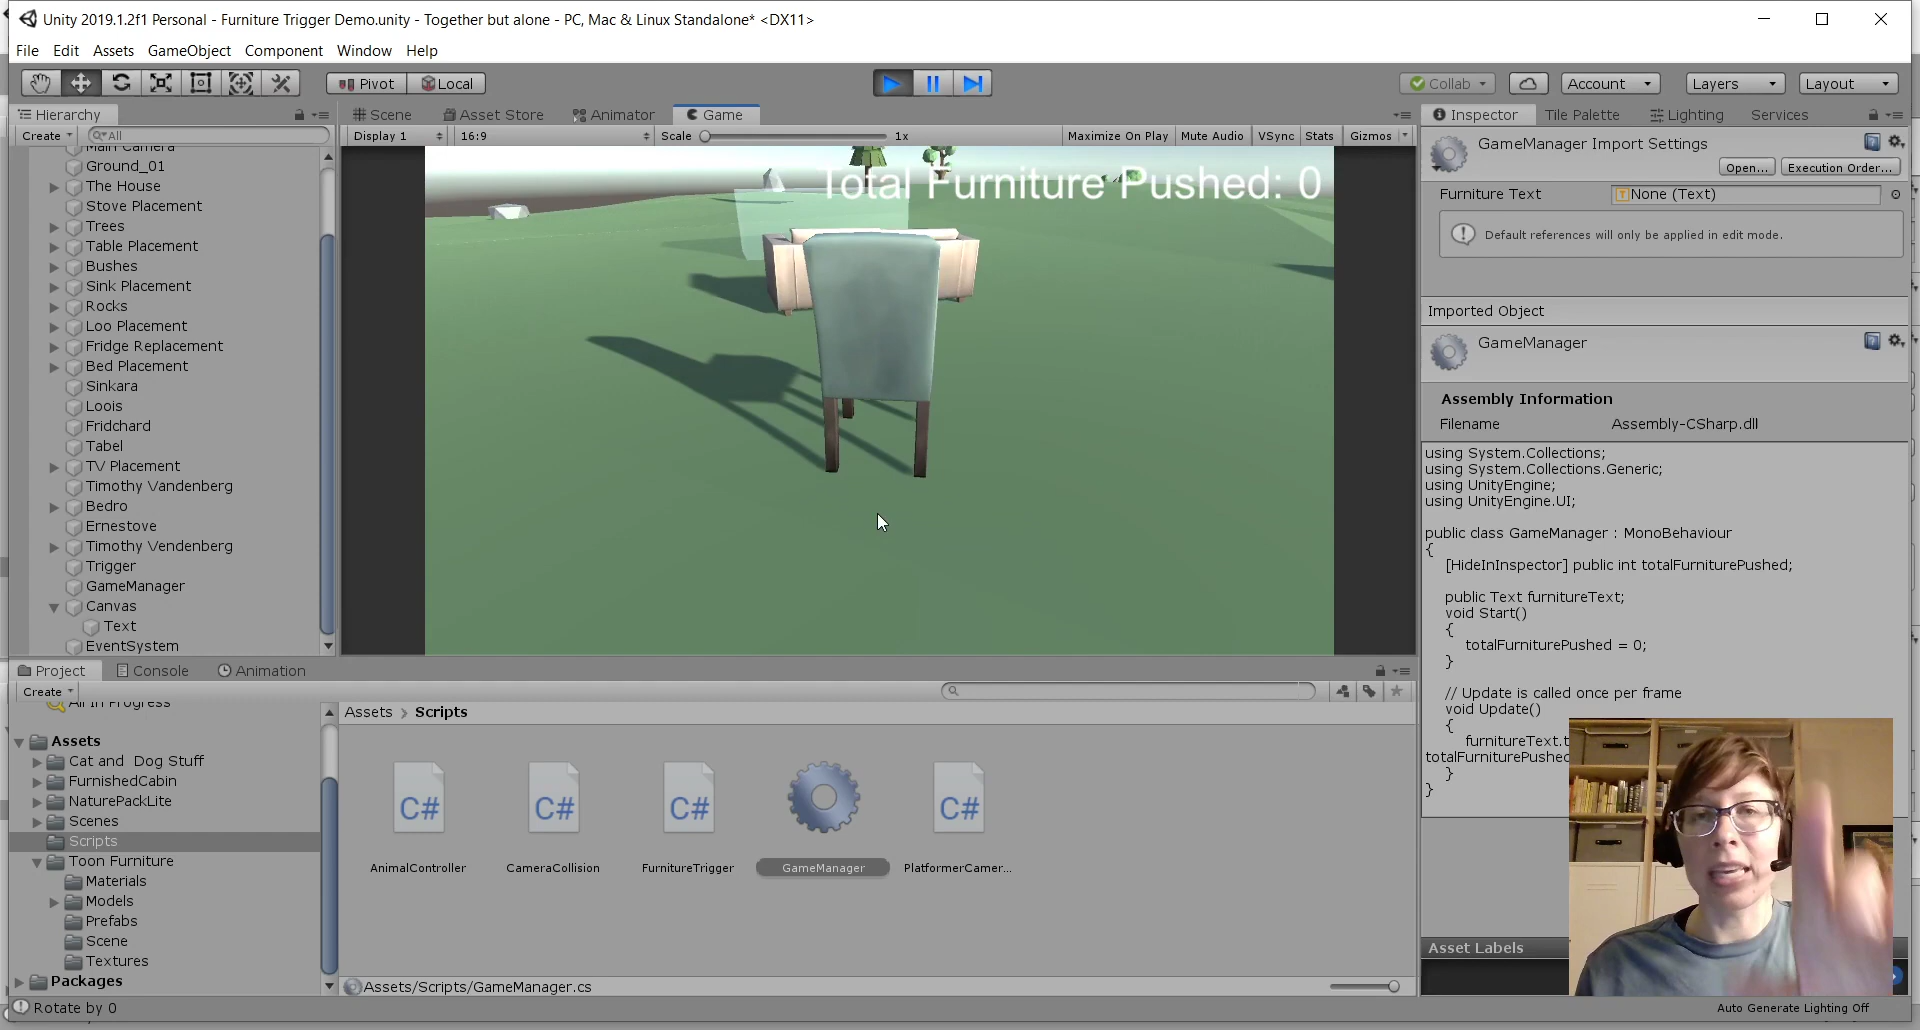 Unity 2019.1.2f1 Personal - Furniture Trigger Demo.unity - Together but alone - PC, Mac & Linux Standalone* <DX11>
File Edit Assets GameObject Component Window Help
Pivot Local Collab Account Layers Layout
Hierarchy
Create All
Main Camera
Ground_01
The House
Stove Placement
Trees
Table Placement
Bushes
Sink Placement
Rocks
Loo Placement
Fridge Replacement
Bed Placement
Sinkara
Loois
Fridchard
Tabel
TV Placement
Timothy Vandenberg
Bedro
Ernestove
Timothy Vendenberg
Trigger
GameManager
Canvas
Text
EventSystem
Scene Asset Store Animator Game
Display 1 16:9 Scale 1x Maximize On Play Mute Audio VSync Stats Gizmos
Total Furniture Pushed: 0
Inspector Tile Palette Lighting Services
GameManager Import Settings
Open... Execution Order...
Furniture Text None (Text)
Default references will only be applied in edit mode.
Imported Object
GameManager
Assembly Information
Filename Assembly-CSharp.dll
using System.Collections;
using System.Collections.Generic;
using UnityEngine;
using UnityEngine.UI;
public class GameManager : MonoBehaviour
{
[HideInInspector] public int totalFurniturePushed;
public Text furnitureText;
void Start()
{
totalFurniturePushed = 0;
}
// Update is called once per frame
void Update()
{
furnitureText.t
totalFurniturePushed
}
}
Asset Labels
Project Console Animation
Create
All In Progress
Assets
Cat and Dog Stuff
FurnishedCabin
NaturePackLite
Scenes
Scripts
Toon Furniture
Materials
Models
Prefabs
Scene
Textures
Packages
Assets > Scripts
C# C# C# C#
AnimalController CameraCollision FurnitureTrigger GameManager PlatformerCamer...
Assets/Scripts/GameManager.cs
Rotate by 0
Auto Generate Lighting Off